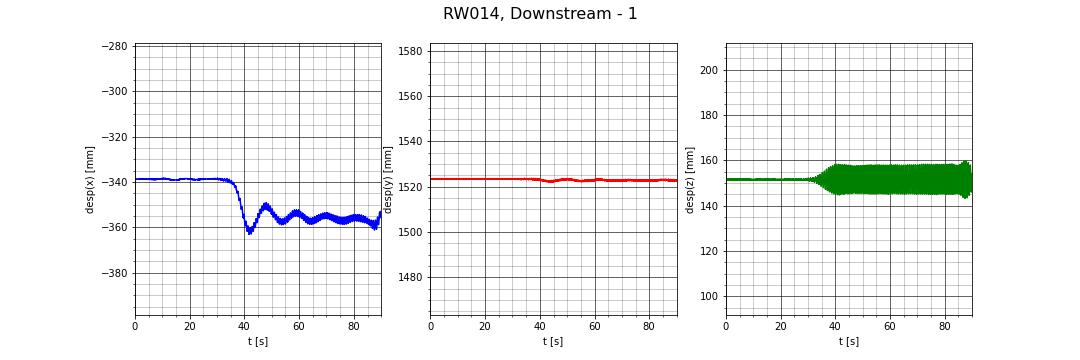 RW014, Downstream - 1
desp(x) [mm]
−280
−300
−320
−340
−360
−380
0 20 40 60 80
t [s]
desp(y) [mm]
1580
1560
1540
1520
1500
1480
0 20 40 60 80
t [s]
desp(z) [mm]
200
180
160
140
120
100
0 20 40 60 80
t [s]